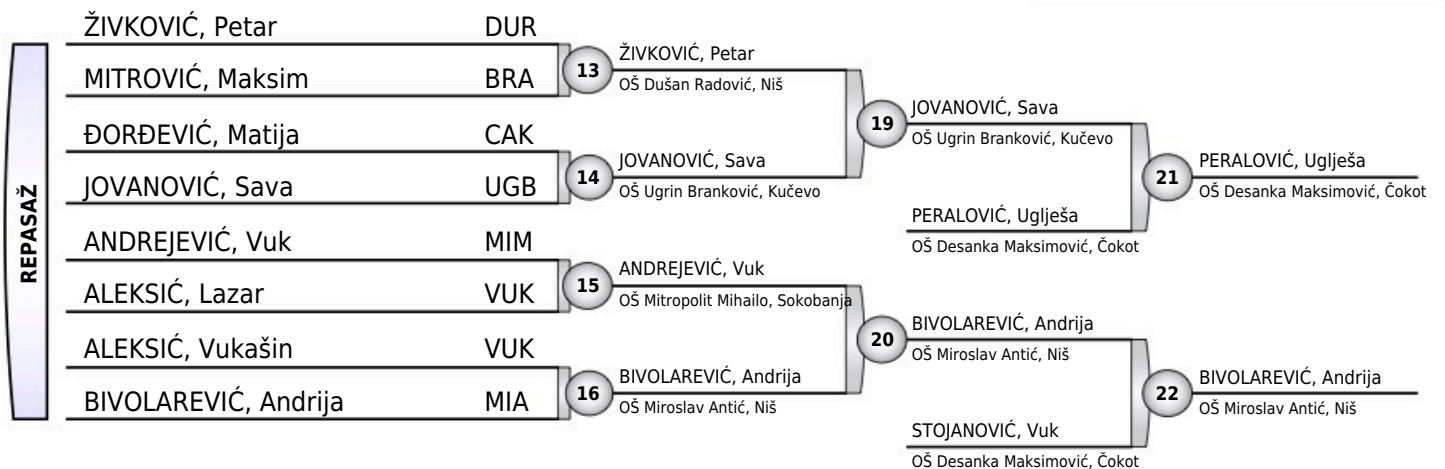 REPASAŽ
ŽIVKOVIĆ, Petar DUR
MITROVIĆ, Maksim BRA
ĐORĐEVIĆ, Matija CAK
JOVANOVIĆ, Sava UGB
ANDREJEVIĆ, Vuk MIM
ALEKSIĆ, Lazar VUK
ALEKSIĆ, Vukašin VUK
BIVOLAREVIĆ, Andrija MIA
13
ŽIVKOVIĆ, Petar
OŠ Dušan Radović, Niš
14
JOVANOVIĆ, Sava
OŠ Ugrin Branković, Kučevo
15
ANDREJEVIĆ, Vuk
OŠ Mitropolit Mihailo, Sokobanja
16
BIVOLAREVIĆ, Andrija
OŠ Miroslav Antić, Niš
19
JOVANOVIĆ, Sava
OŠ Ugrin Branković, Kučevo
PERALOVIĆ, Uglješa
OŠ Desanka Maksimović, Čokot
20
BIVOLAREVIĆ, Andrija
OŠ Miroslav Antić, Niš
STOJANOVIĆ, Vuk
OŠ Desanka Maksimović, Čokot
21
PERALOVIĆ, Uglješa
OŠ Desanka Maksimović, Čokot
22
BIVOLAREVIĆ, Andrija
OŠ Miroslav Antić, Niš